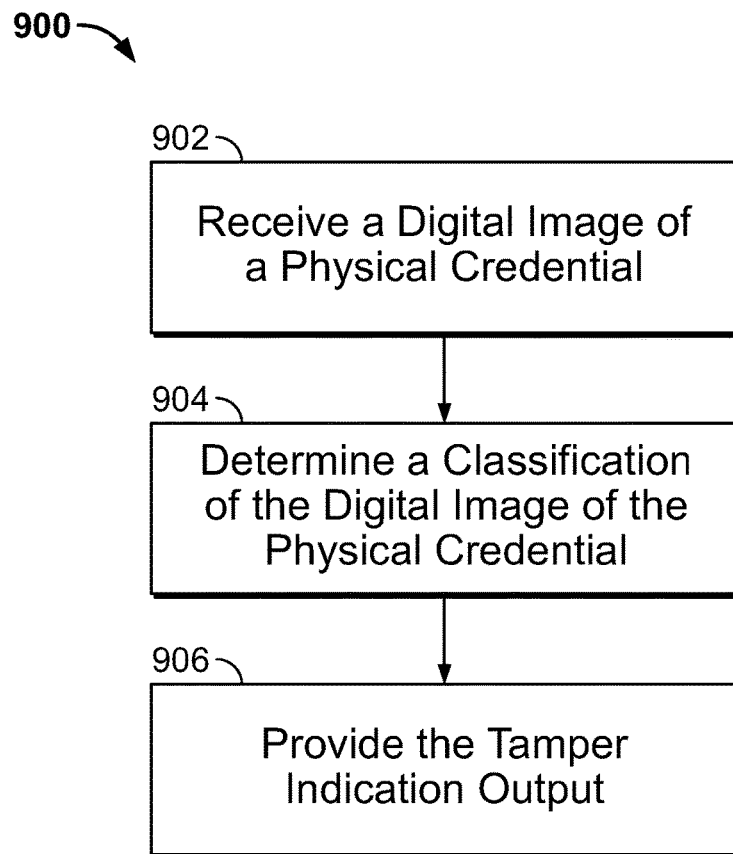 900
902
Receive a Digital Image of
a Physical Credential
904
Determine a Classification
of the Digital Image of the
Physical Credential
906
Provide the Tamper
Indication Output